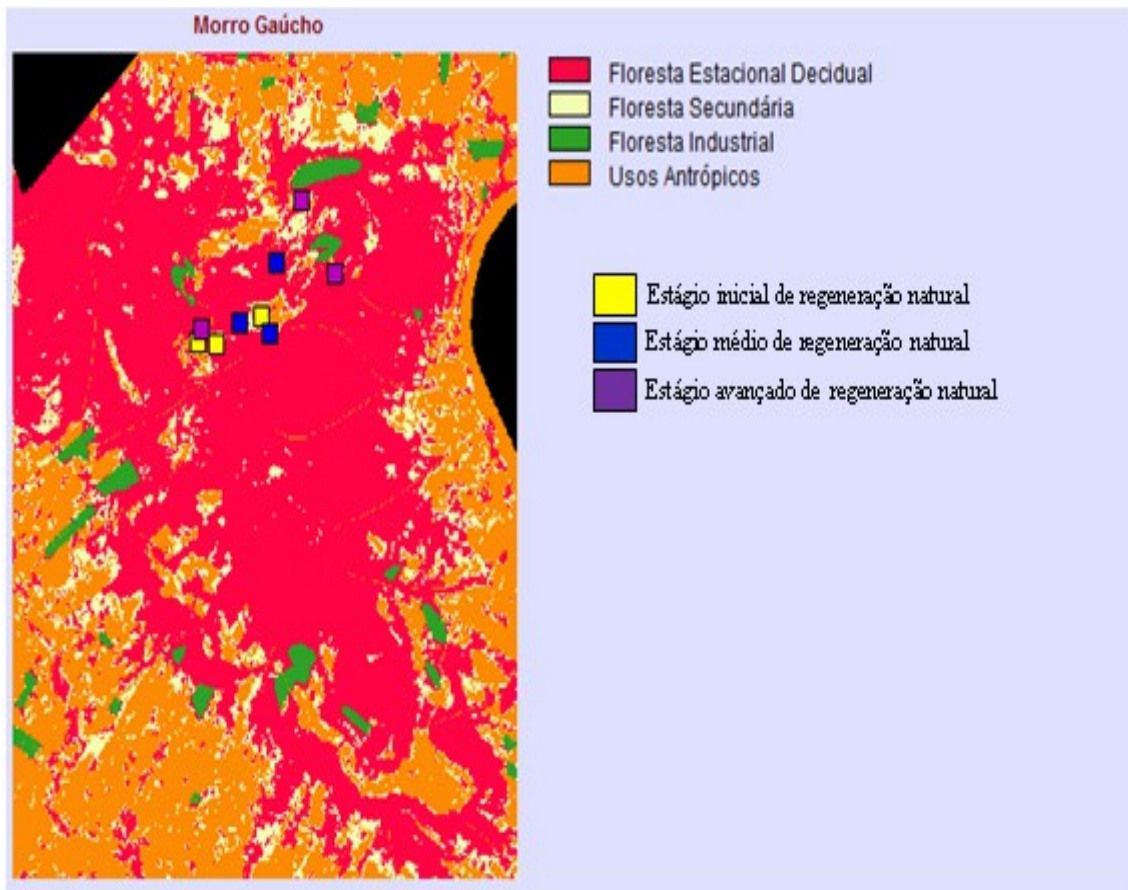 Morro Gaúcho
Floresta Estacional Decidual
Floresta Secundária
Floresta Industrial
Usos Antrópicos
Estágio inicial de regeneração natural
Estágio médio de regeneração natural
Estágio avançado de regeneração natural